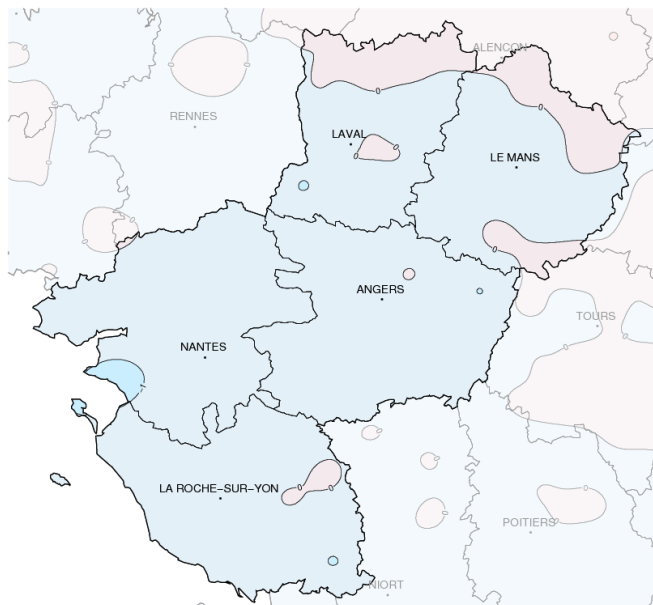 ALENCON
RENNES
LAVAL
LE MANS
ANGERS
TOURS
NANTES
LA ROCHE-SUR-YON
POITIERS
NIORT